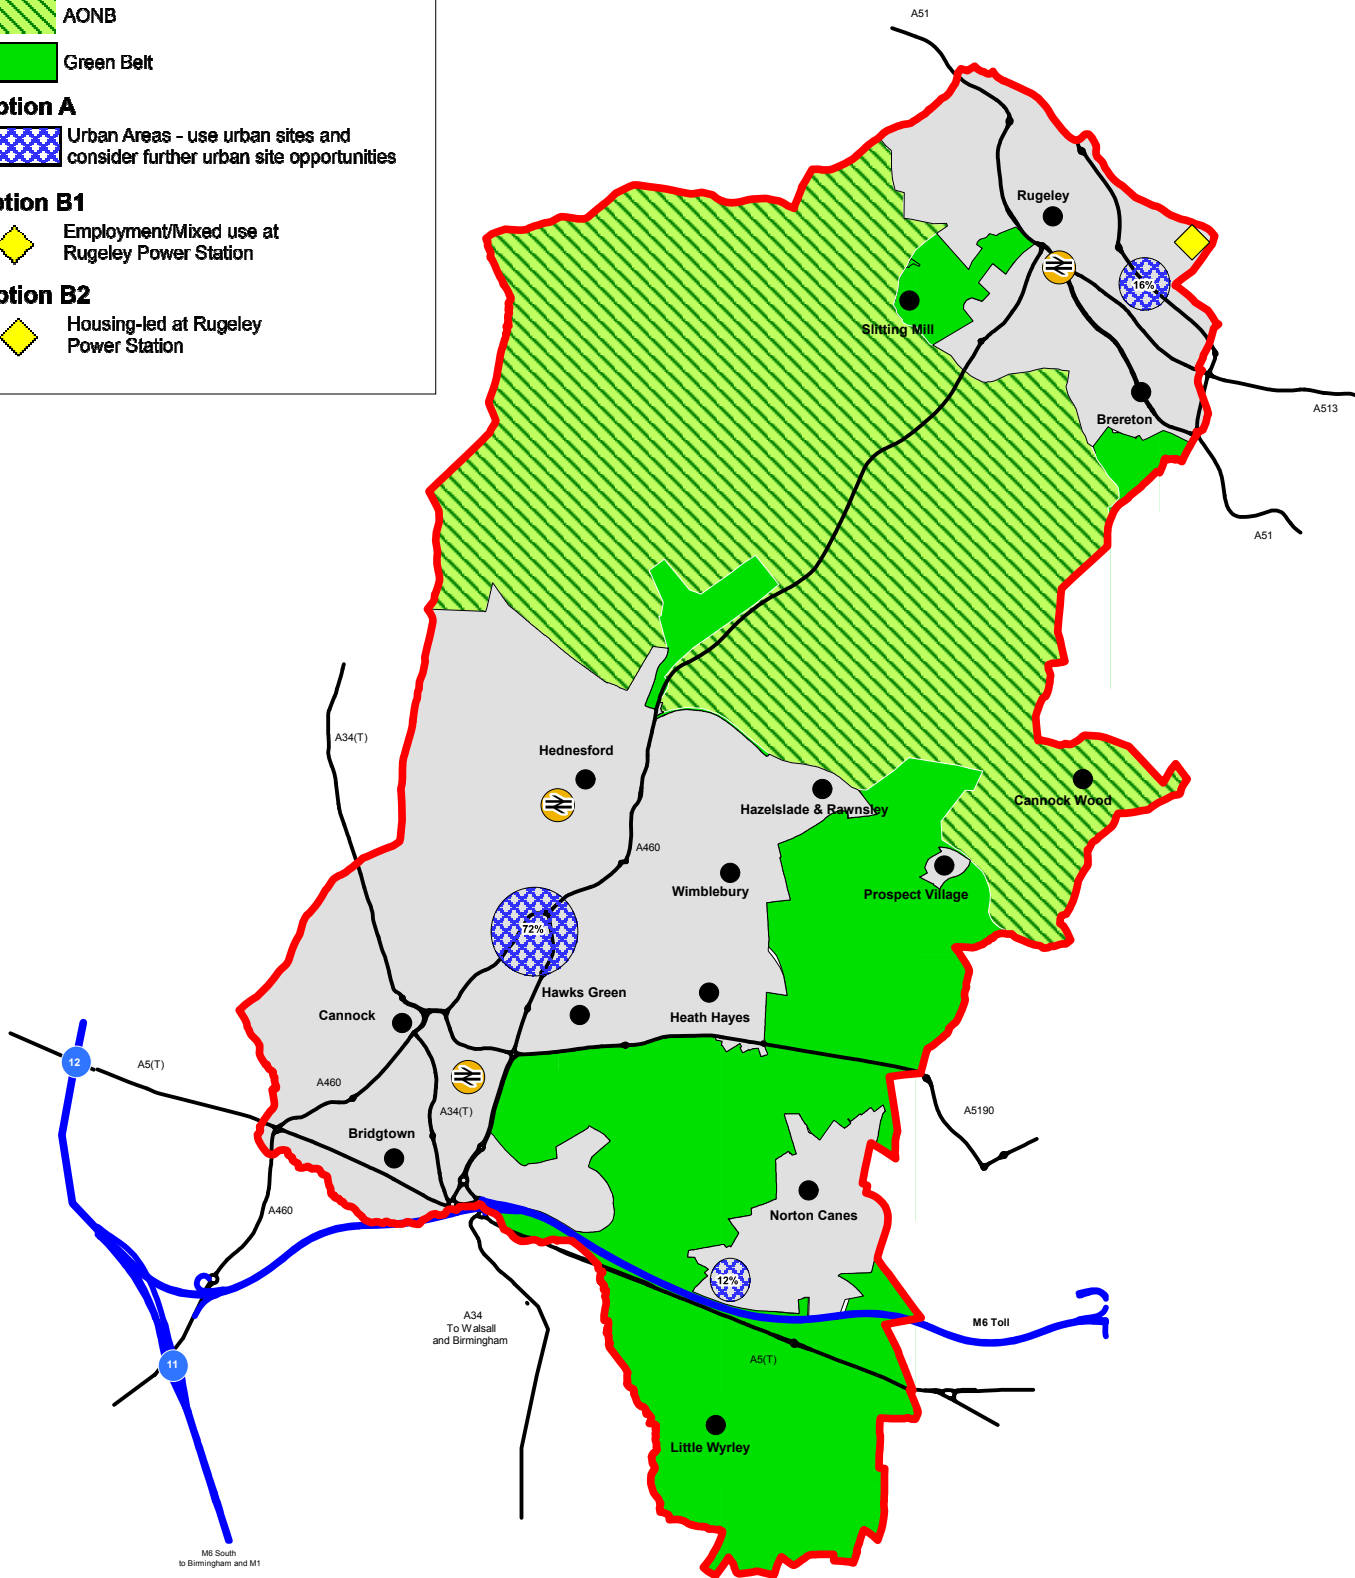 AONB
Green Belt
ption A
Urban Areas - use urban sites and
consider further urban site opportunities
ption B1
Employment/Mixed use at
Rugeley Power Station
ption B2
Housing-led at Rugeley
Power Station
A51
Rugeley
16%
Slitting Mill
Brereton
A513
A51
A34(T)
Hednesford
Hazelslade & Rawnsley
Cannock Wood
A460
Wimblebury
Prospect Village
72%
Hawks Green
Heath Hayes
Cannock
12
A5(T)
A460
A34(T)
A5190
Bridgtown
A460
Norton Canes
12%
A34
To Walsall
and Birmingham
M6 Toll
A5(T)
11
Little Wyrley
M6 South
to Birmingham and M1